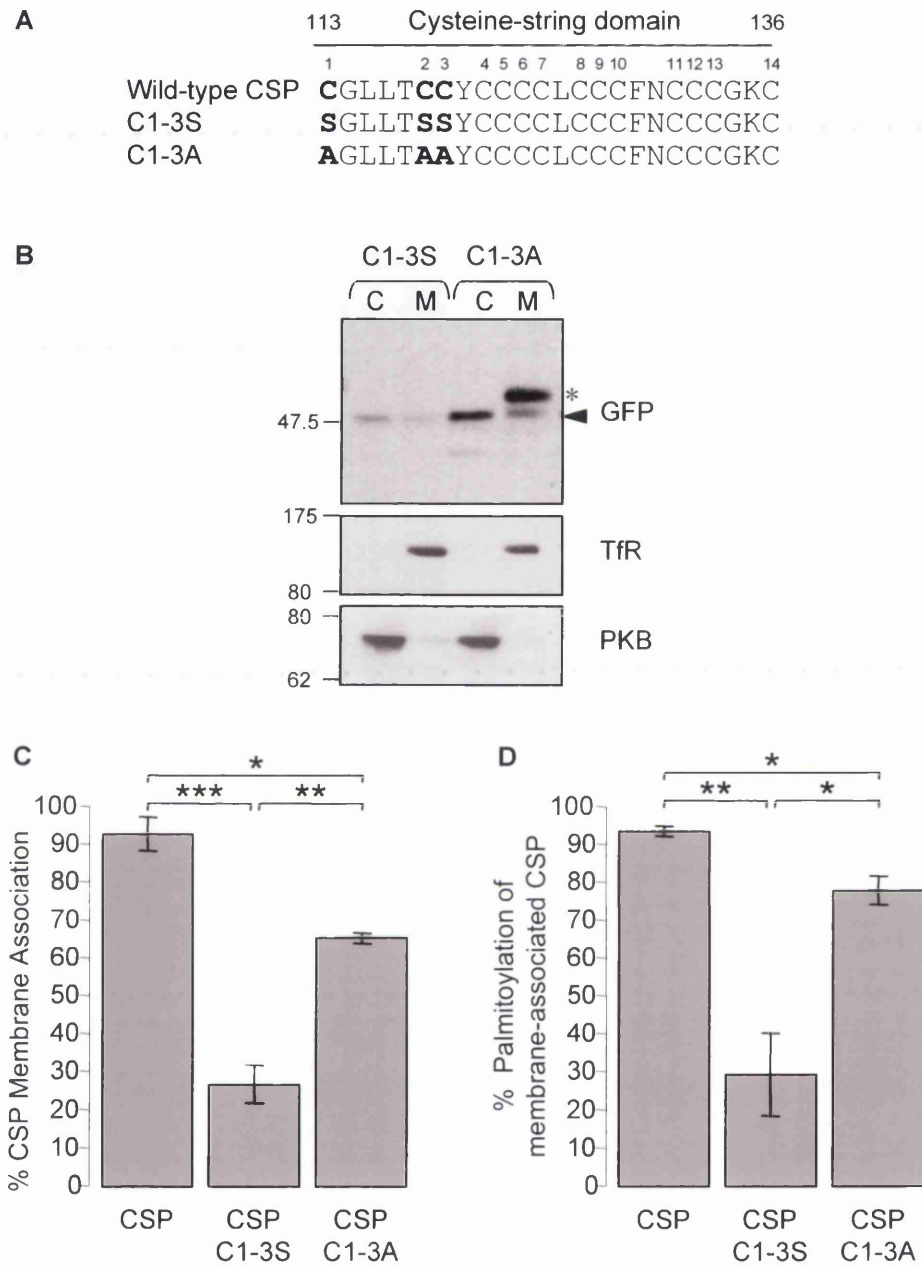 A
113 Cysteine-string domain 136
1 2 3 4 5 6 7 8 9 10 11 12 13 14
Wild-type CSP CGLLTCCYCCCCLCCCFNCCCGKC
C1-3S SGLLTSSYCCCCLCCCFNCCCGKC
C1-3A AGLLTAAYCCCCLCCCFNCCCGKC
B
C1-3S C1-3A
C M C M
*
47.5 GFP
175
TfR
80
80
PKB
62
C
*
*** **
% CSP Membrane Association
100
90
80
70
60
50
40
30
20
10
0
CSP CSP C1-3S CSP C1-3A
D
*
** *
% Palmitoylation of
membrane-associated CSP
100
90
80
70
60
50
40
30
20
10
0
CSP CSP C1-3S CSP C1-3A